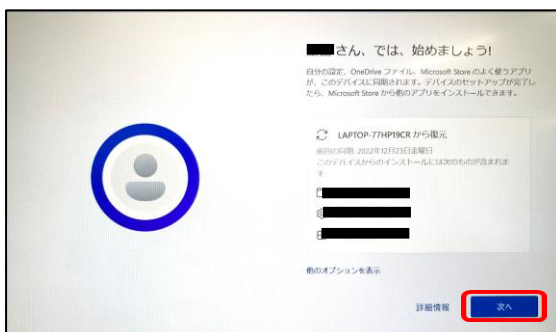 さん、では、始めましょう!
自分の設定、OneDrive ファイル、Microsoft Store のよく使うアプリ
が、このデバイスに同期されます。デバイスのセットアップが完了し
たら、Microsoft Store から他のアプリをインストールできます。
LAPTOP-77HP19CR から復元
前回の同期: 2022年12月23日金曜日
このデバイスからのインストールには次のものが含まれま
す:
他のオプションを表示
詳細情報
次へ